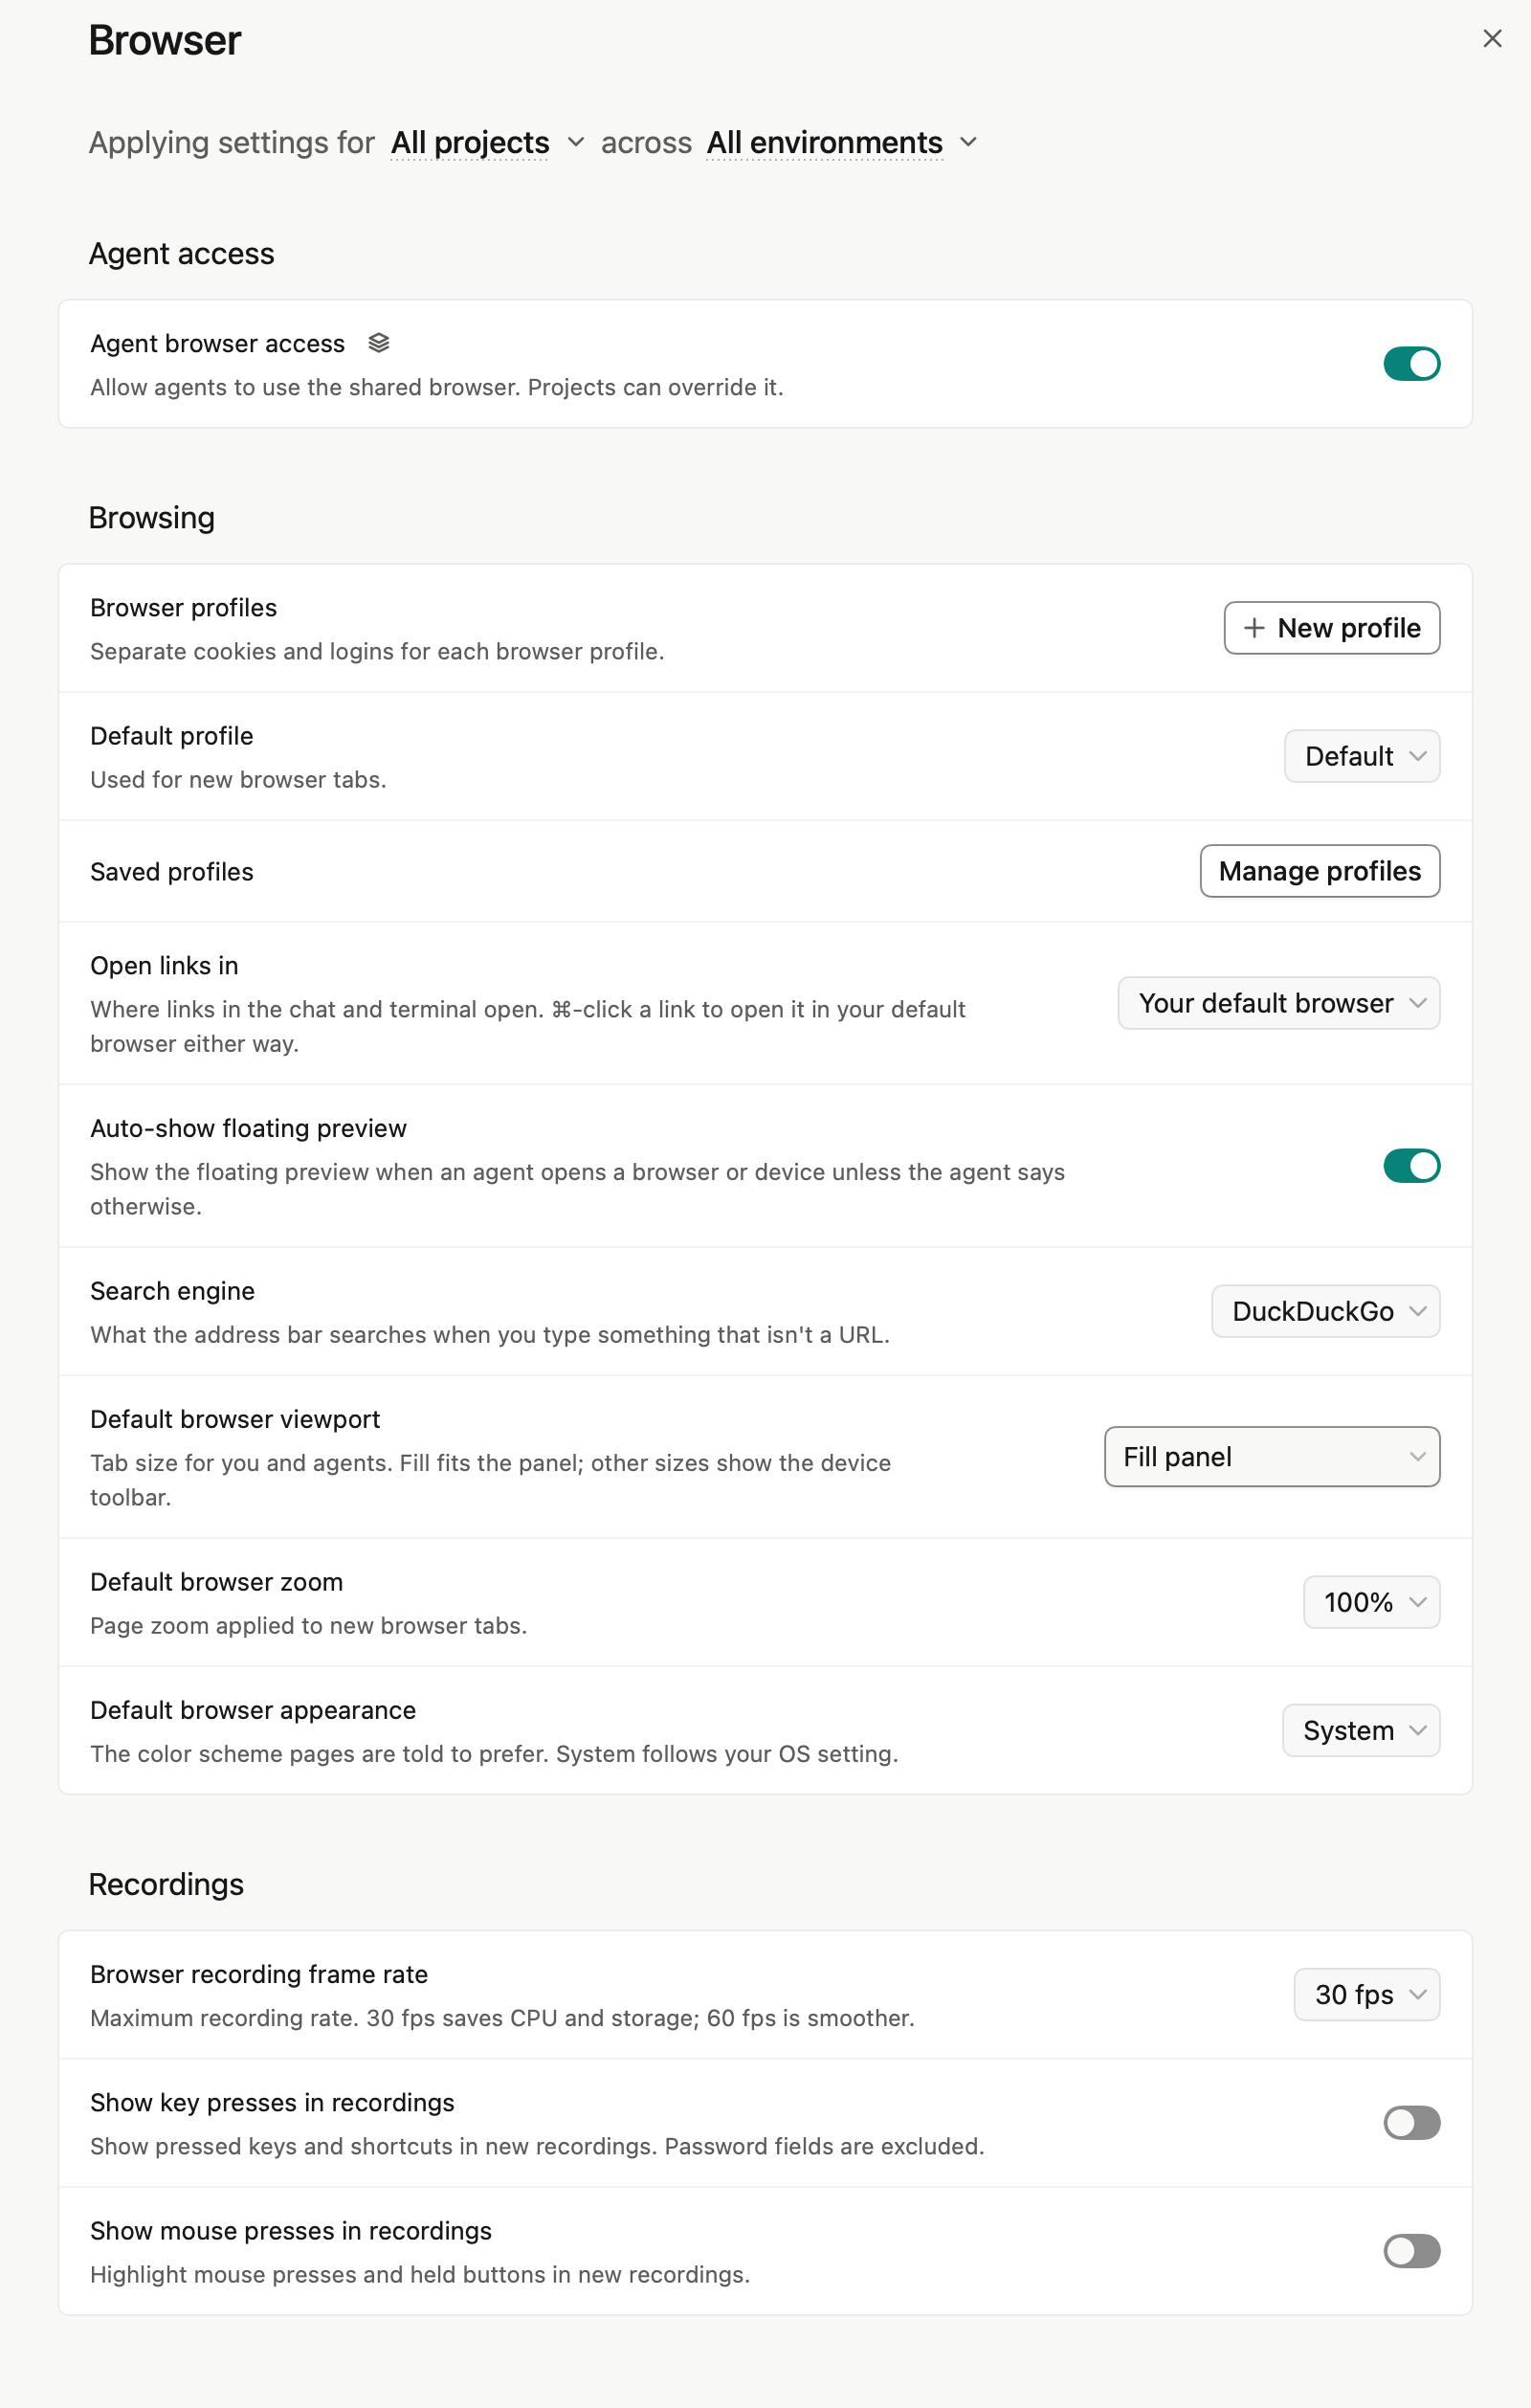 Browser
Applying settings for All projects across All environments
Agent access
Agent browser access
Allow agents to use the shared browser. Projects can override it.
Browsing
Browser profiles
Separate cookies and logins for each browser profile.
New profile
Default profile
Used for new browser tabs.
Default
Saved profiles
Manage profiles
Open links in
Where links in the chat and terminal open. ⌘-click a link to open it in your default
browser either way.
Your default browser
Auto-show floating preview
Show the floating preview when an agent opens a browser or device unless the agent says
otherwise.
Search engine
What the address bar searches when you type something that isn't a URL.
DuckDuckGo
Default browser viewport
Tab size for you and agents. Fill fits the panel; other sizes show the device
toolbar.
Fill panel
Default browser zoom
Page zoom applied to new browser tabs.
100%
Default browser appearance
The color scheme pages are told to prefer. System follows your OS setting.
System
Recordings
Browser recording frame rate
Maximum recording rate. 30 fps saves CPU and storage; 60 fps is smoother.
30 fps
Show key presses in recordings
Show pressed keys and shortcuts in new recordings. Password fields are excluded.
Show mouse presses in recordings
Highlight mouse presses and held buttons in new recordings.